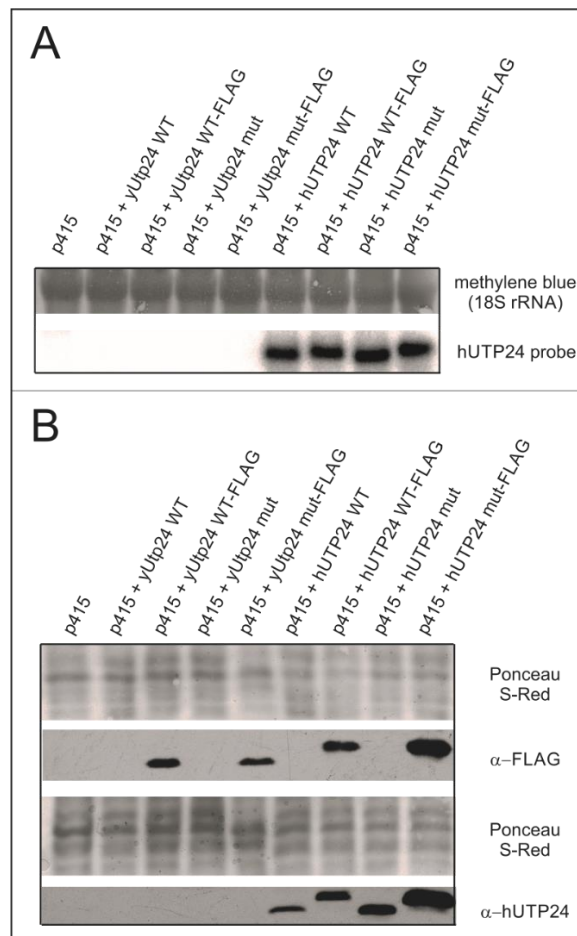 A
p415
p415 + yUtp24 WT
p415 + yUtp24 WT-FLAG
p415 + yUtp24 mut
p415 + yUtp24 mut-FLAG
p415 + hUTP24 WT
p415 + hUTP24 WT-FLAG
p415 + hUTP24 mut
p415 + hUTP24 mut-FLAG
methylene blue
(18S rRNA)
hUTP24 probe
B
p415
p415 + yUtp24 WT
p415 + yUtp24 WT-FLAG
p415 + yUtp24 mut
p415 + yUtp24 mut-FLAG
p415 + hUTP24 WT
p415 + hUTP24 WT-FLAG
p415 + hUTP24 mut
p415 + hUTP24 mut-FLAG
Ponceau
S-Red
α–FLAG
Ponceau
S-Red
α–hUTP24